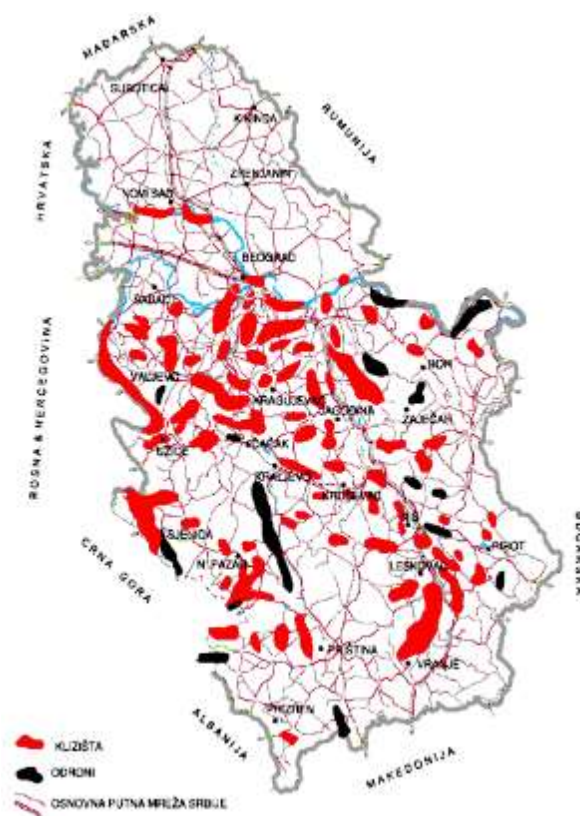 MAĐARSKA
SUBOTICA
KIKINDA
RUMUNIJA
HRVATSKA
ZRENJANIN
NOVI SAD
BEOGRAD
ŠABAC
BOSNA & HERCEGOVINA
VALJEVO
BOR
KRAGUJEVAC
JAGODINA
ZAJEČAR
UŽICE
ČAČAK
KRALJEVO
KRUŠEVAC
SJENICA
PIROT
CRNA GORA
N. PAZAR
LESKOVAC
PRIŠTINA
VRANJE
PRIZREN
ALBANIJA
MAKEDONIJA
KLIZIŠTA
ODRONI
OSNOVNA PUTNA MREŽA SRBIJE